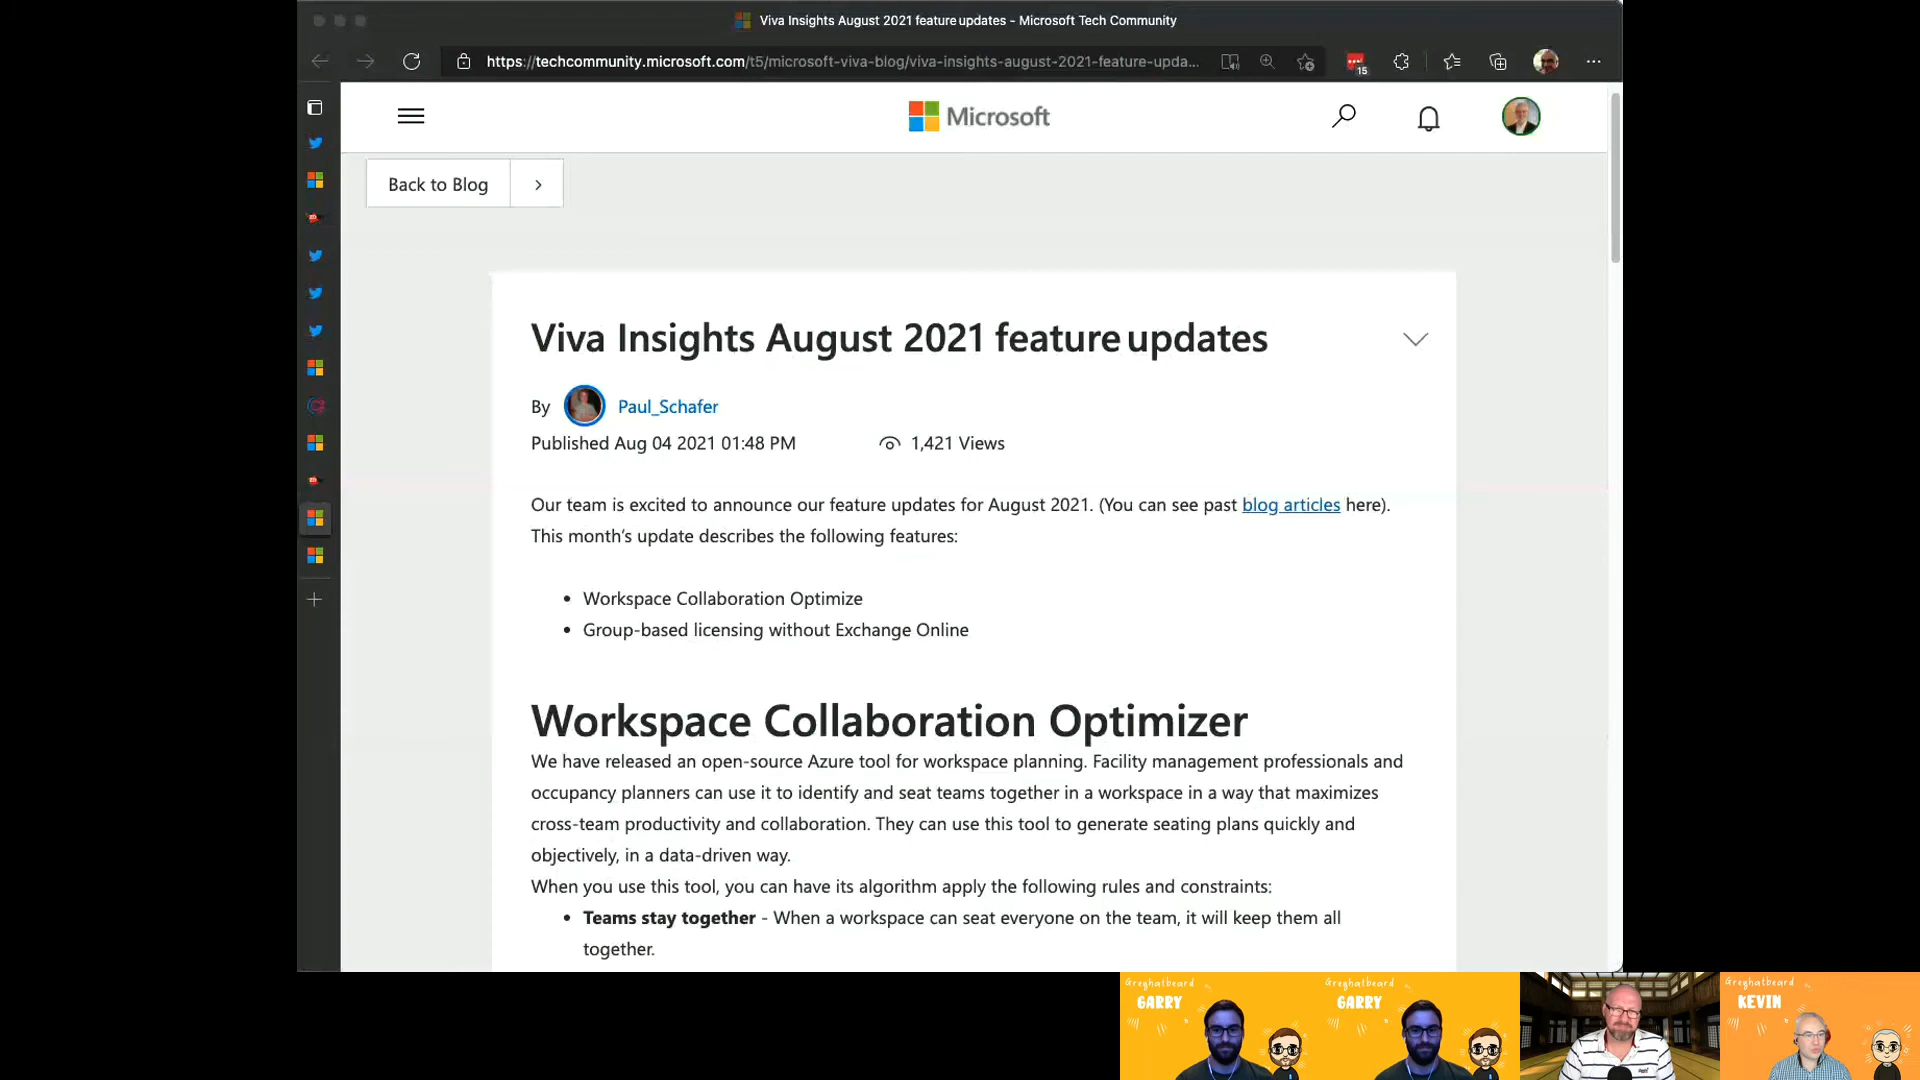 Viva Insights August 2021 feature updates - Microsoft Tech Community
https://techcommunity.microsoft.com/t5/microsoft-viva-blog/viva-insights-august-2021-feature-upda...
15
Microsoft
Back to Blog
Viva Insights August 2021 feature updates
By Paul_Schafer
Published Aug 04 2021 01:48 PM 1,421 Views
Our team is excited to announce our feature updates for August 2021. (You can see past blog articles here).
This month's update describes the following features:
• Workspace Collaboration Optimize
• Group-based licensing without Exchange Online
Workspace Collaboration Optimizer
We have released an open-source Azure tool for workspace planning. Facility management professionals and
occupancy planners can use it to identify and seat teams together in a workspace in a way that maximizes
cross-team productivity and collaboration. They can use this tool to generate seating plans quickly and
objectively, in a data-driven way.
When you use this tool, you can have its algorithm apply the following rules and constraints:
• Teams stay together - When a workspace can seat everyone on the team, it will keep them all
together.
Greyhatbeard
GARRY
Greyhatbeard
GARRY
Greyhatbeard
KEVIN